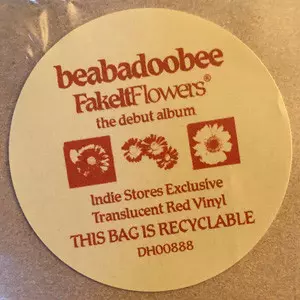 beabadoobee
FakeItFlowers®
the debut album
Indie Stores Exclusive
Translucent Red Vinyl
THIS BAG IS RECYCLABLE
DH00888